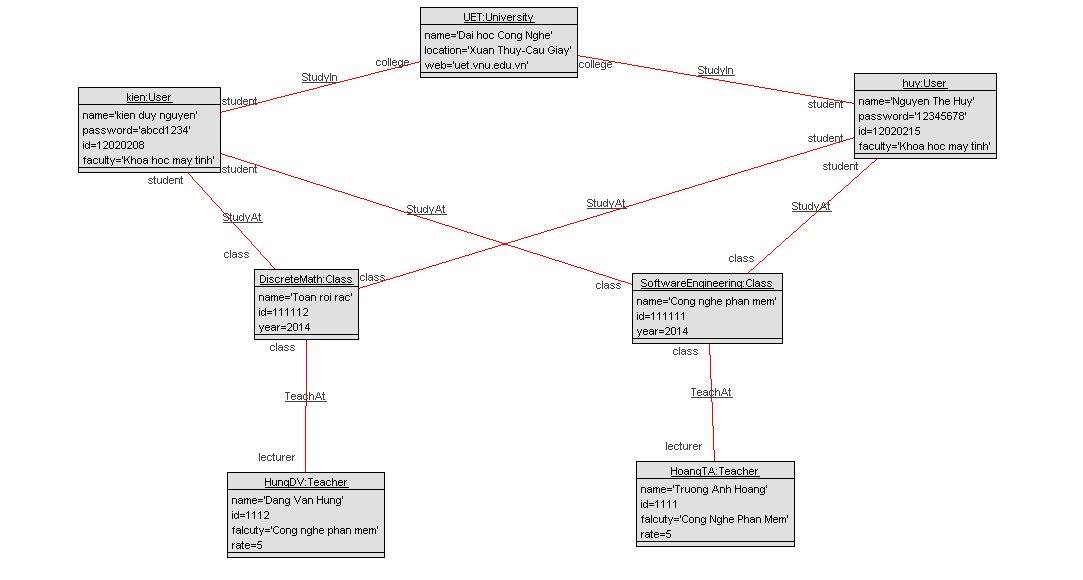 UET:University
name='Dai hoc Cong Nghe'
location='Xuan Thuy-Cau Giay'
web='uet.vnu.edu.vn'
college
college
StudyIn
StudyIn
student
student
kien:User
name='kien duy nguyen'
password='abcd1234'
id=12020208
faculty='Khoa hoc may tinh'
huy:User
name='Nguyen The Huy'
password='12345678'
id=12020215
faculty='Khoa hoc may tinh'
student
student
student
student
StudyAt
StudyAt
StudyAt
StudyAt
class
class
class
class
DiscreteMath:Class
name='Toan roi rac'
id=111112
year=2014
SoftwareEngineering:Class
name='Cong nghe phan mem'
id=111111
year=2014
class
class
TeachAt
TeachAt
lecturer
lecturer
HungDV:Teacher
name='Dang Van Hung'
id=1112
falcuty='Cong nghe phan mem'
rate=5
HoangTA:Teacher
name='Truong Anh Hoang'
id=1111
falcuty='Cong Nghe Phan Mem'
rate=5